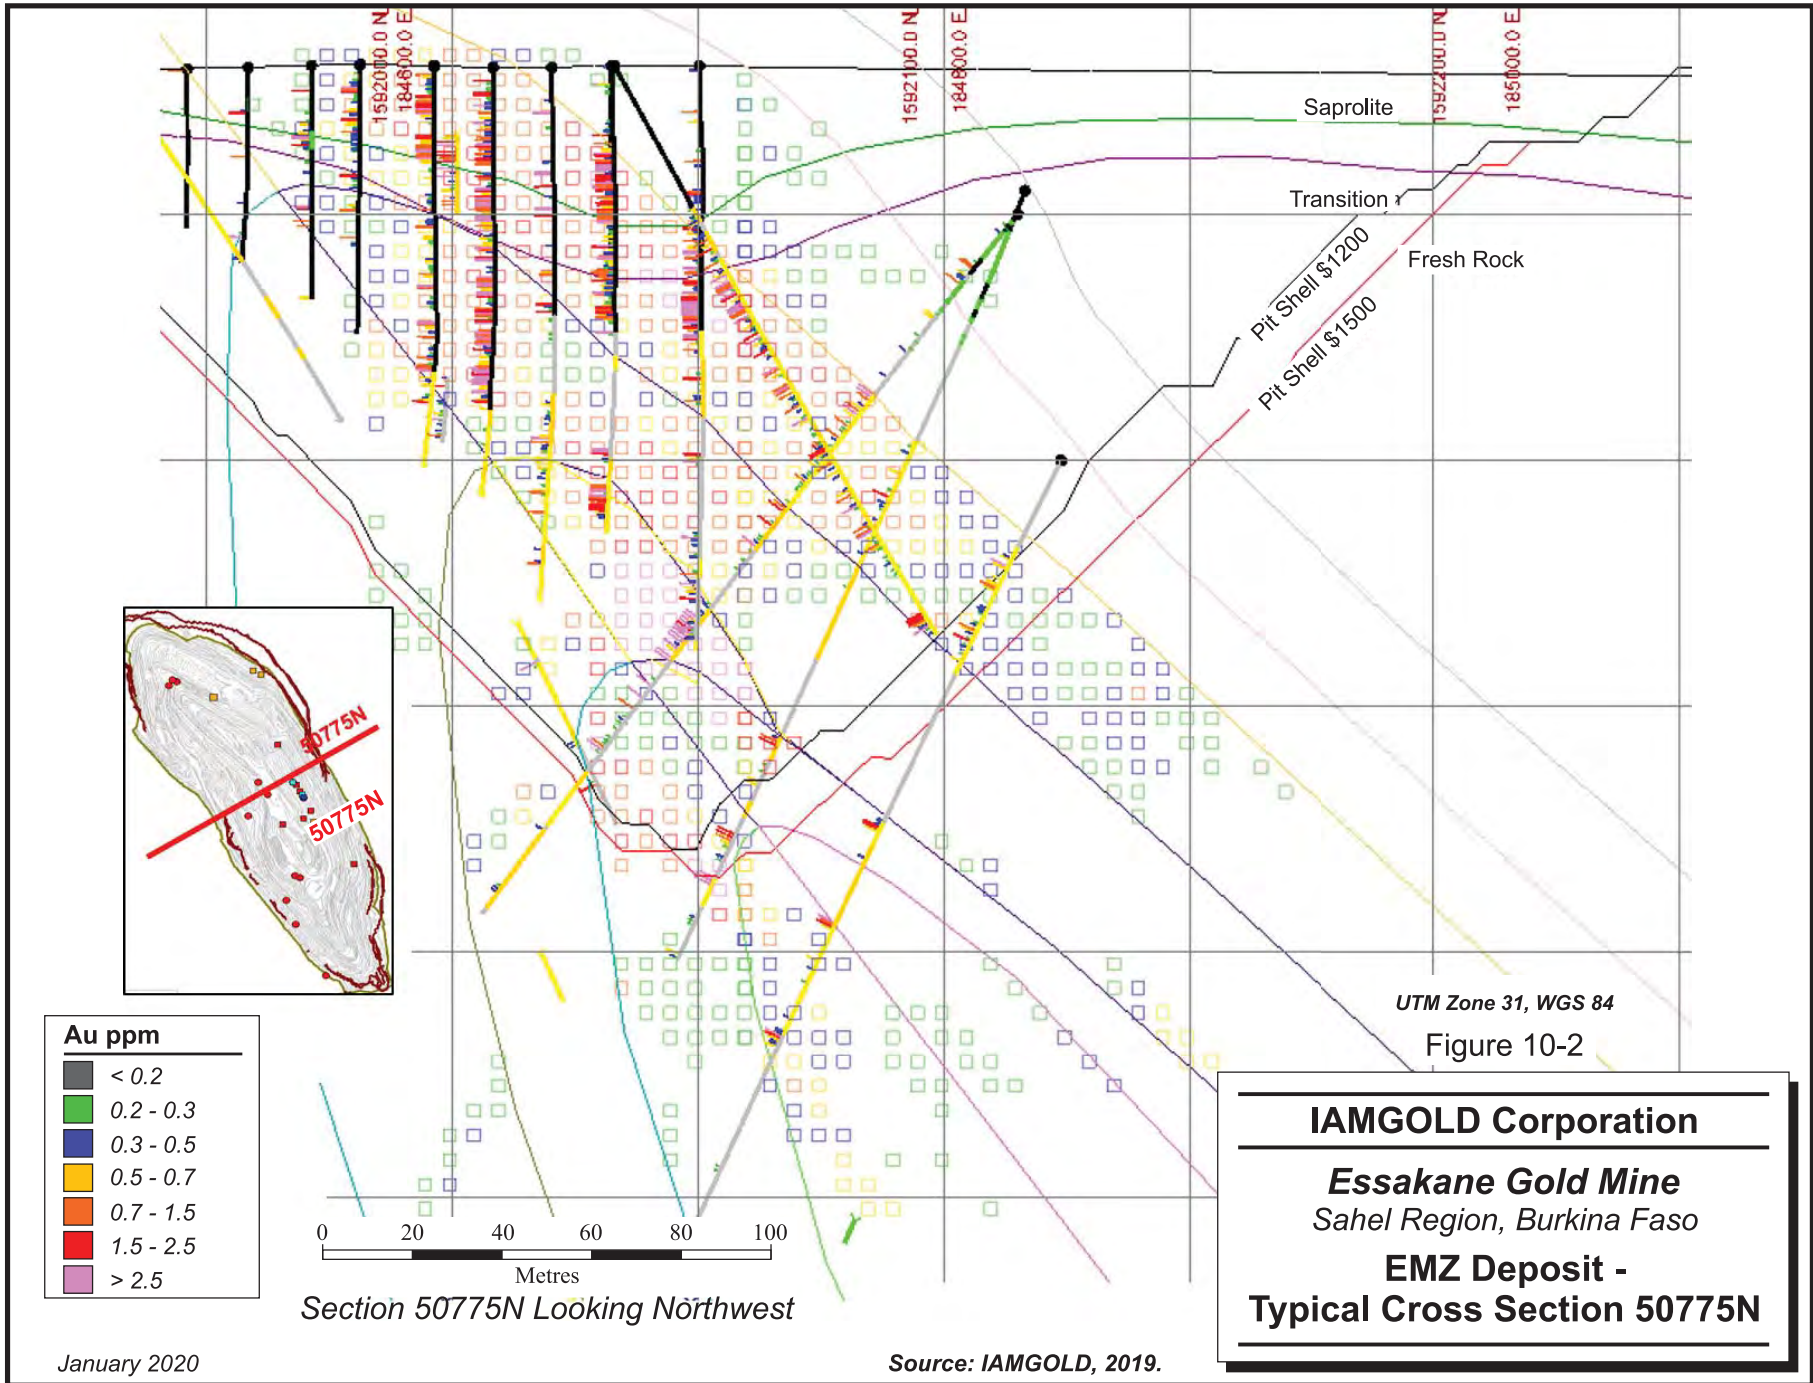 1592000.0 N
184600.0 E
1592100.0 N
184800.0 E
1592200.0 N
185000.0 E
Saprolite
Transition
Pit Shell $1200
Fresh Rock
Pit Shell $1500
50775N
50775N
UTM Zone 31, WGS 84
Figure 10-2
Au ppm
< 0.2
0.2 - 0.3
0.3 - 0.5
0.5 - 0.7
0.7 - 1.5
1.5 - 2.5
> 2.5
0 20 40 60 80 100
Metres
Section 50775N Looking Northwest
IAMGOLD Corporation
Essakane Gold Mine
Sahel Region, Burkina Faso
EMZ Deposit -
Typical Cross Section 50775N
January 2020
Source: IAMGOLD, 2019.